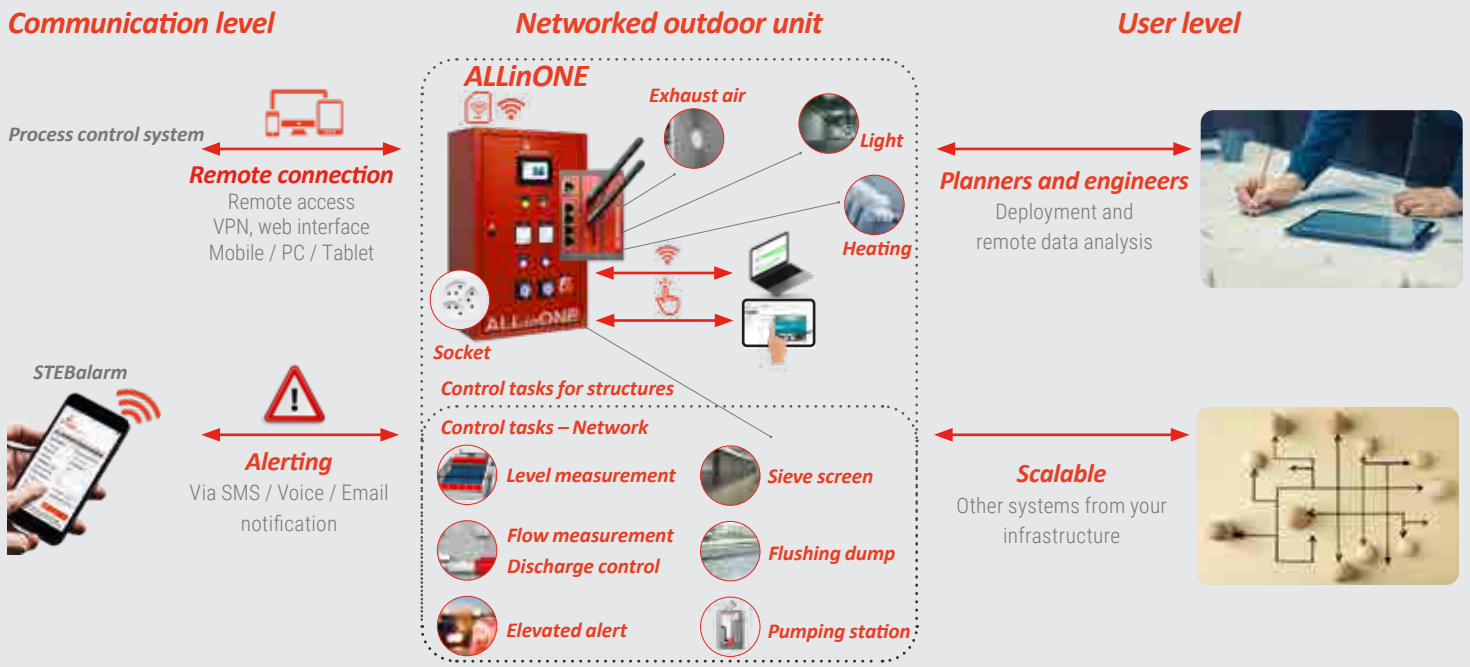 Communication level
Networked outdoor unit
User level
Process control system
Remote connection
Remote access
VPN, web interface
Mobile / PC / Tablet
STEBalarm
Alerting
Via SMS / Voice / Email
notification
ALLinONE
Exhaust air
Light
Heating
ALLinONE
Socket
Control tasks for structures
Control tasks – Network
Level measurement
Flow measurement
Discharge control
Elevated alert
Sieve screen
Flushing dump
Pumping station
Planners and engineers
Deployment and
remote data analysis
Scalable
Other systems from your
infrastructure